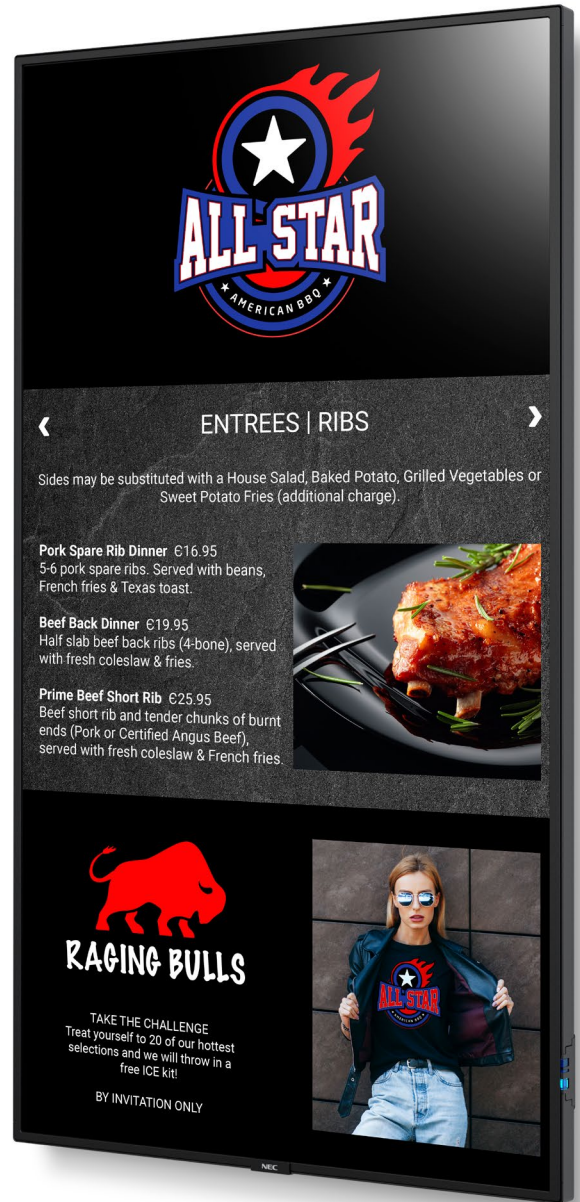 ALL STAR
★ AMERICAN BBQ ★
‹ ENTREES | RIBS ›
Sides may be substituted with a House Salad, Baked Potato, Grilled Vegetables or
Sweet Potato Fries (additional charge).
Pork Spare Rib Dinner €16.95
5-6 pork spare ribs. Served with beans,
French fries & Texas toast.
Beef Back Dinner €19.95
Half slab beef back ribs (4-bone), served
with fresh coleslaw & fries.
Prime Beef Short Rib €25.95
Beef short rib and tender chunks of burnt
ends (Pork or Certified Angus Beef),
served with fresh coleslaw & French fries.
RAGING BULLS
TAKE THE CHALLENGE
Treat yourself to 20 of our hottest
selections and we will throw in a
free ICE kit!
BY INVITATION ONLY
ALL STAR
AMERICAN BBQ
NEC